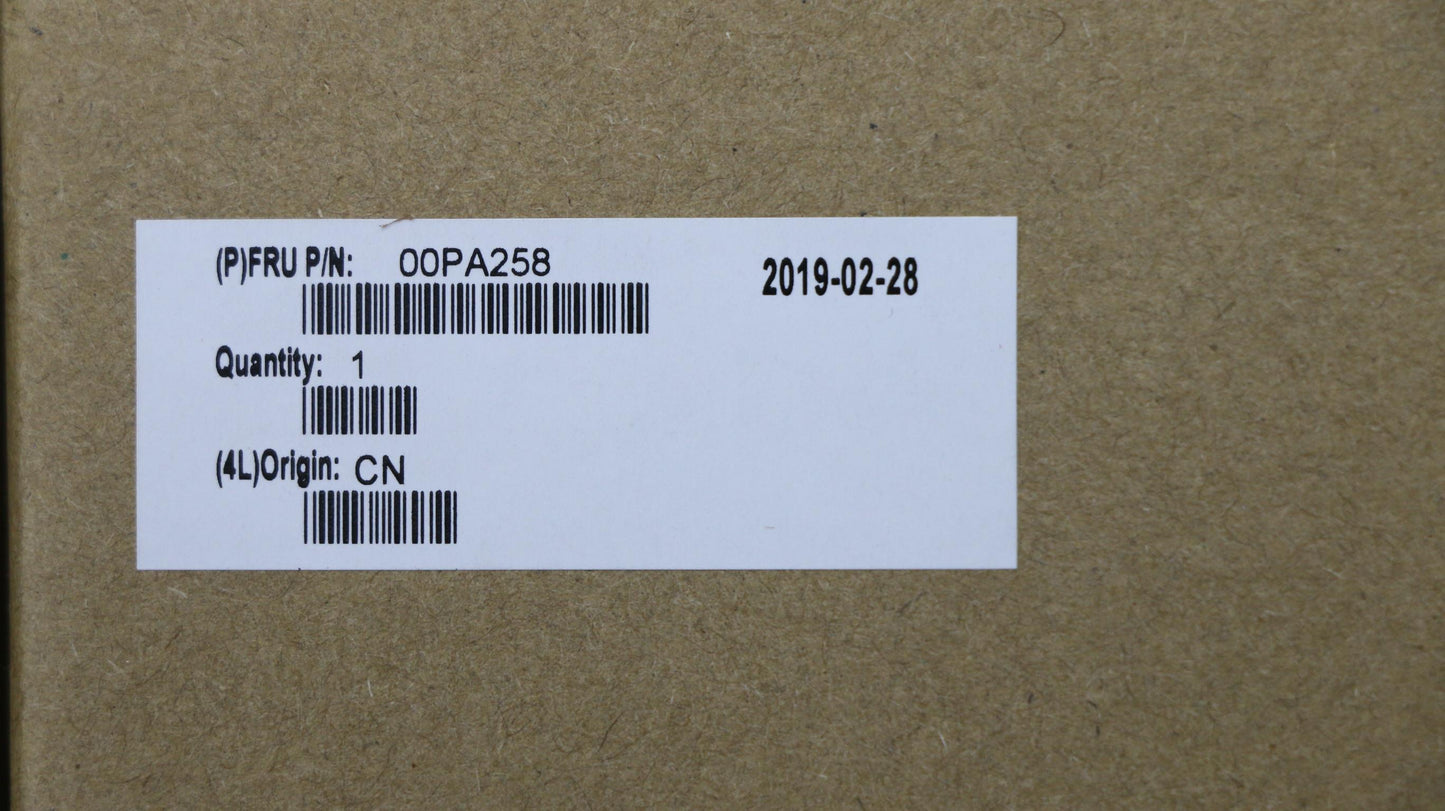 (P)FRU P/N: 00PA258
2019-02-28
Quantity: 1
(4L)Origin: CN